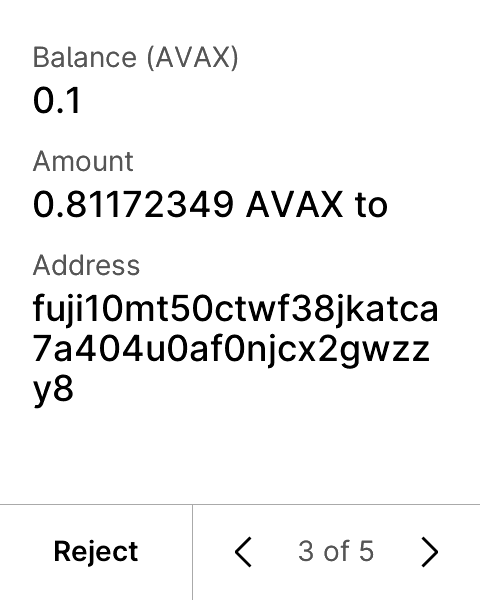 Balance (AVAX)
0.1
Amount
0.81172349 AVAX to
Address
fuji10mt50ctwf38jkatca
7a404u0af0njcx2gwzz
y8
Reject
3 of 5